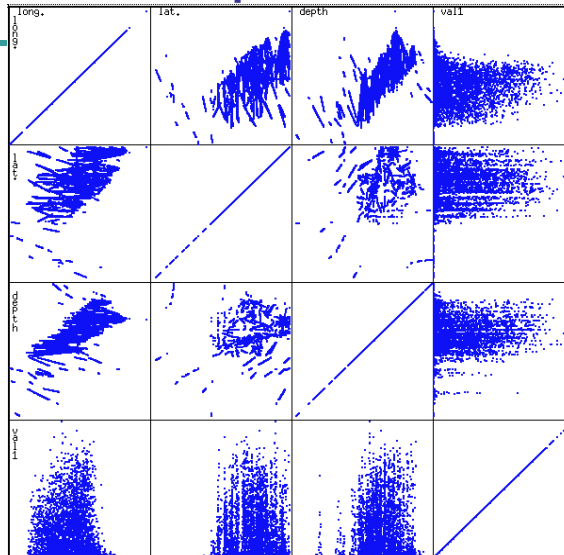 long. lat. depth val1
long.
lat.
depth
val1